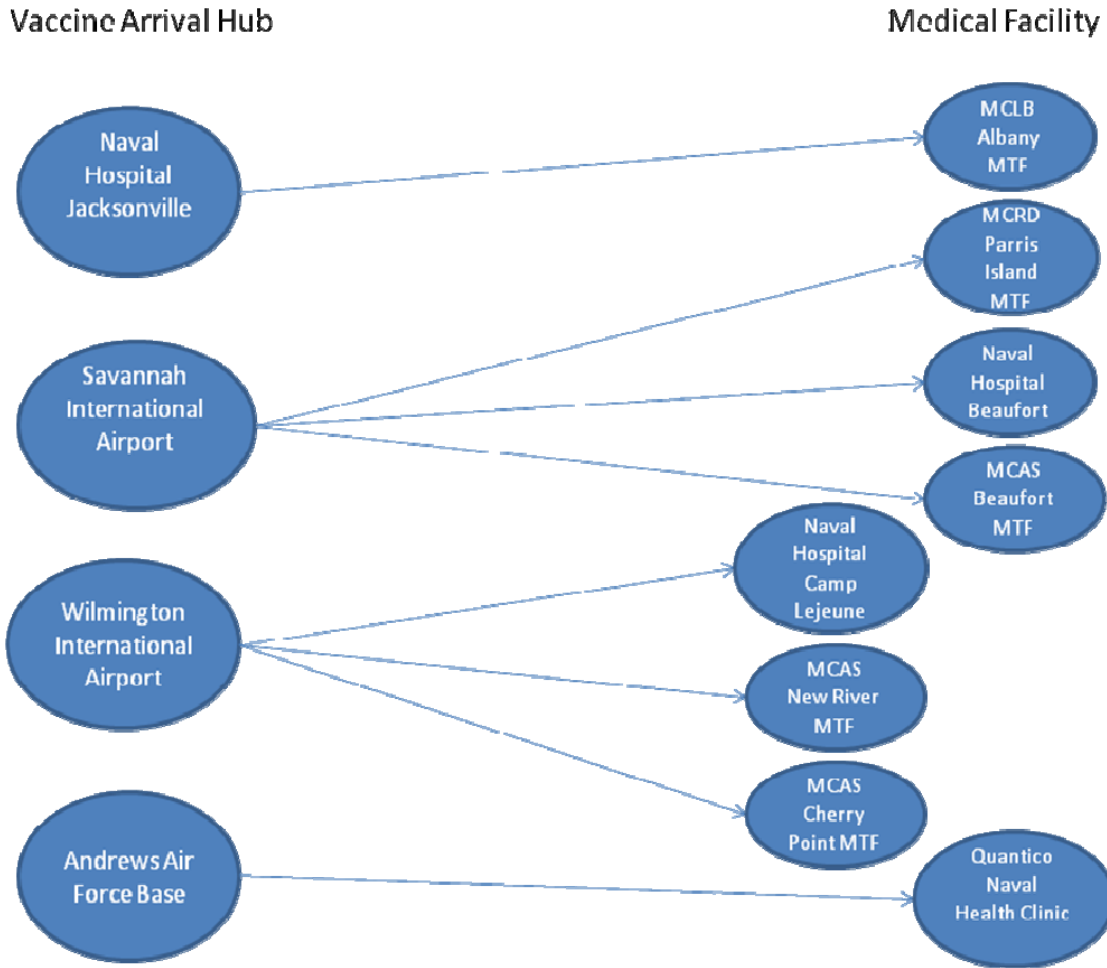 Vaccine Arrival Hub
Medical Facility
Naval
Hospital
Jacksonville
MCLB
Albany
MTF
MCRD
Parris
Island
MTF
Savannah
International
Airport
Naval
Hospital
Beaufort
MCAS
Beaufort
MTF
Wilmington
International
Airport
Naval
Hospital
Camp
Lejeune
MCAS
New River
MTF
MCAS
Cherry
Point MTF
Andrews Air
Force Base
Quantico
Naval
Health Clinic